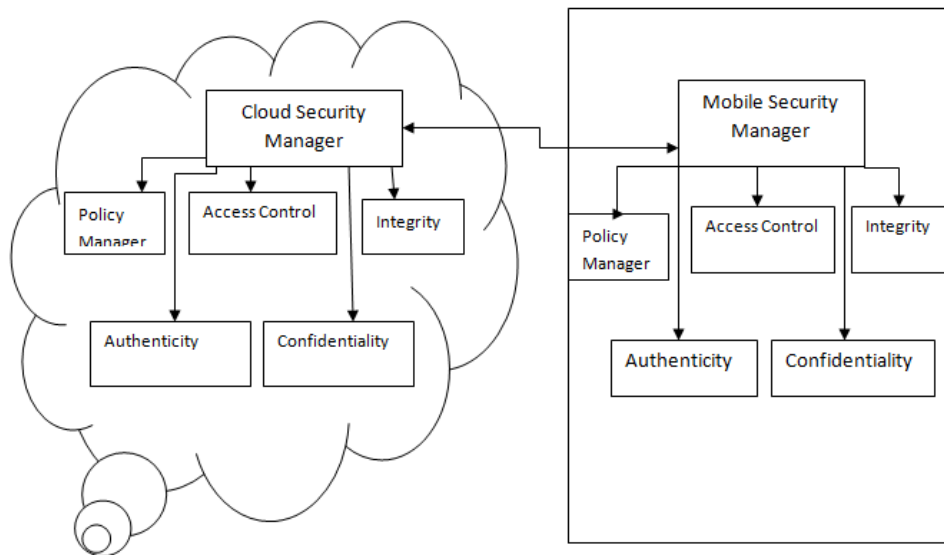 Cloud Security
Manager
Policy
Manager
Access Control
Integrity
Authenticity
Confidentiality
Mobile Security
Manager
Policy
Manager
Access Control
Integrity
Authenticity
Confidentiality